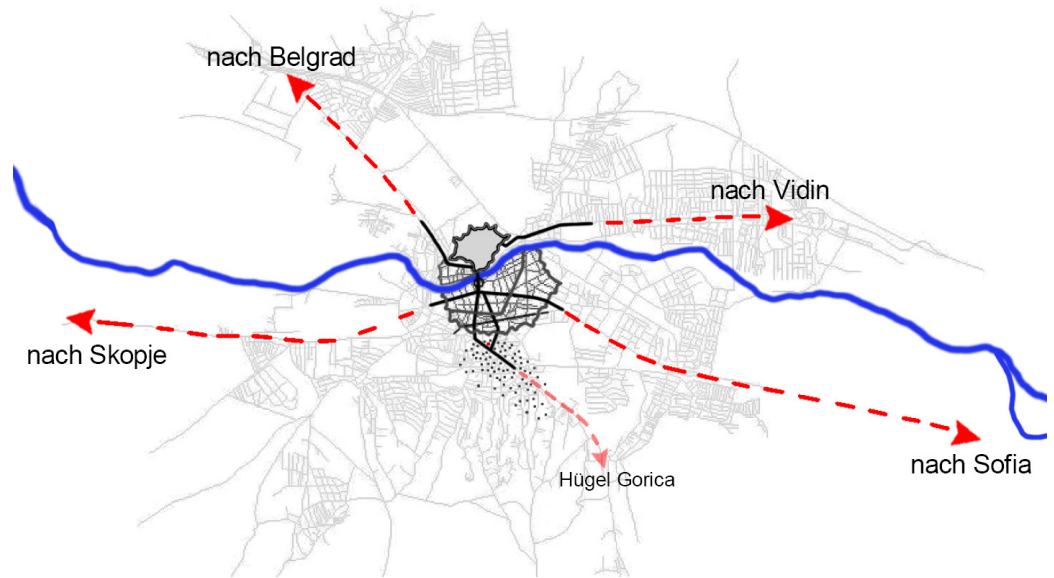 nach Belgrad
nach Vidin
nach Skopje
nach Sofia
Hügel Gorica